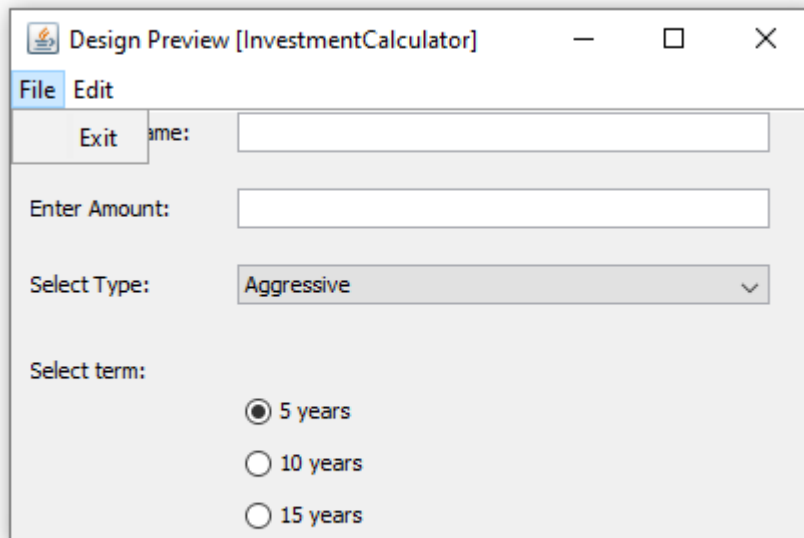 Design Preview [InvestmentCalculator]
File Edit
Exit
ame:
Enter Amount:
Select Type: Aggressive
Select term:
5 years
10 years
15 years